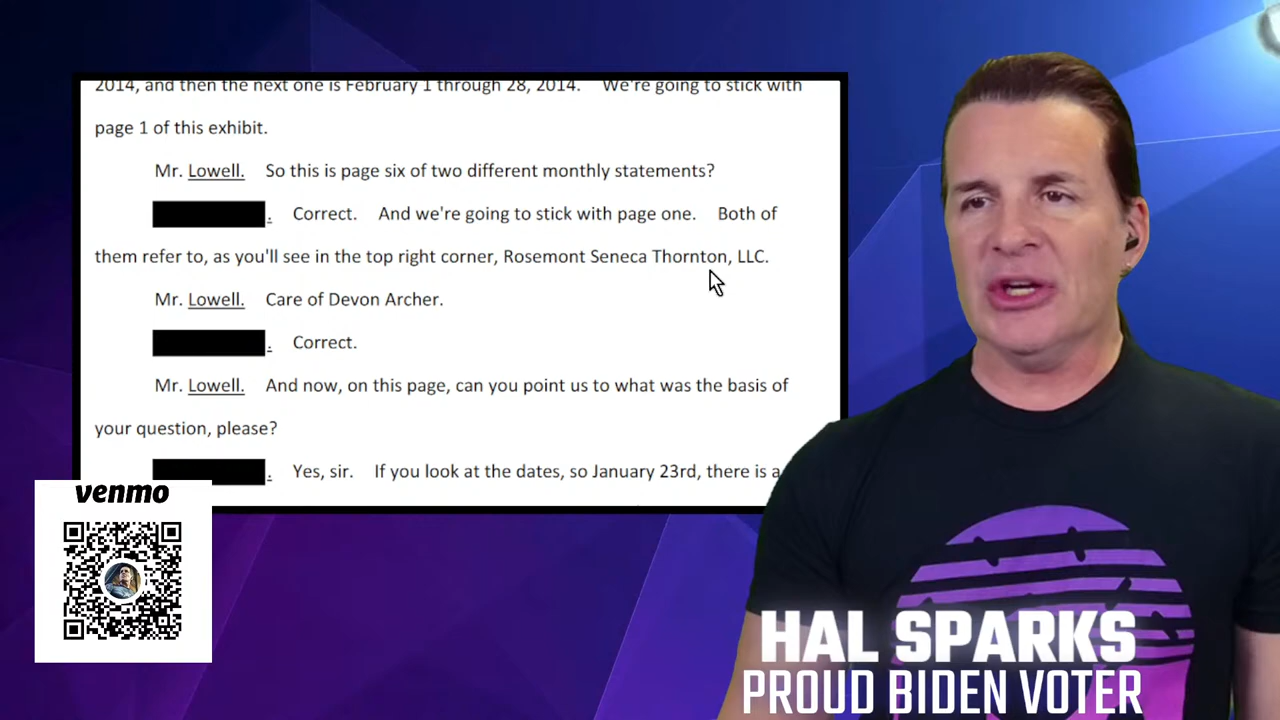 2014, and then the next one is February 1 through 28, 2014. We're going to stick with
page 1 of this exhibit.
Mr. Lowell. So this is page six of two different monthly statements?
. Correct. And we're going to stick with page one. Both of
them refer to, as you'll see in the top right corner, Rosemont Seneca Thornton, LLC.
Mr. Lowell. Care of Devon Archer.
. Correct.
Mr. Lowell. And now, on this page, can you point us to what was the basis of
your question, please?
. Yes, sir. If you look at the dates, so January 23rd, there is a
venmo
HAL SPARKS
PROUD BIDEN VOTER